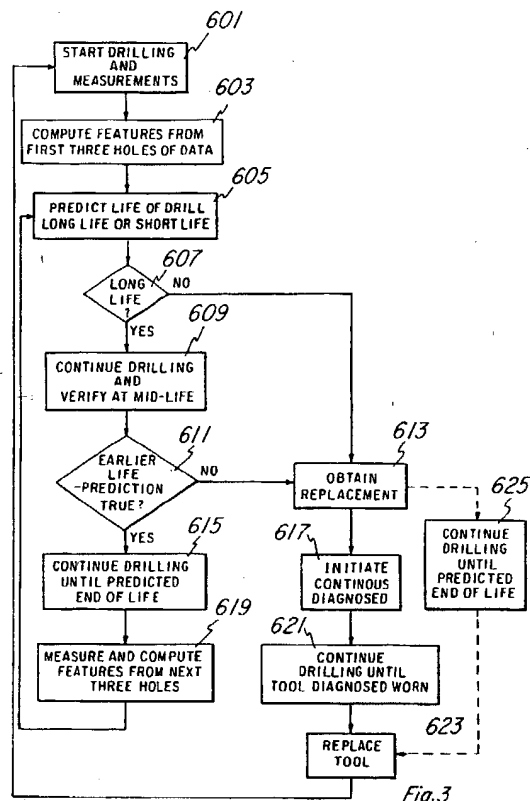 601
START DRILLING
AND
MEASUREMENTS
603
COMPUTE FEATURES FROM
FIRST THREE HOLES OF DATA
605
PREDICT LIFE OF DRILL
LONG LIFE OR SHORT LIFE
607
LONG
LIFE
?
NO
YES
609
CONTINUE DRILLING
AND
VERIFY AT MID-LIFE
611
EARLIER
LIFE
-PREDICTION
TRUE?
NO
YES
613
OBTAIN
REPLACEMENT
615
CONTINUE DRILLING
UNTIL PREDICTED
END OF LIFE
617
INITIATE
CONTINOUS
DIAGNOSED
625
CONTINUE
DRILLING
UNTIL
PREDICTED
END OF LIFE
619
MEASURE AND COMPUTE
FEATURES FROM NEXT
THREE HOLES
621
CONTINUE
DRILLING UNTIL
TOOL DIAGNOSED WORN
623
REPLACE
TOOL
Fig.3